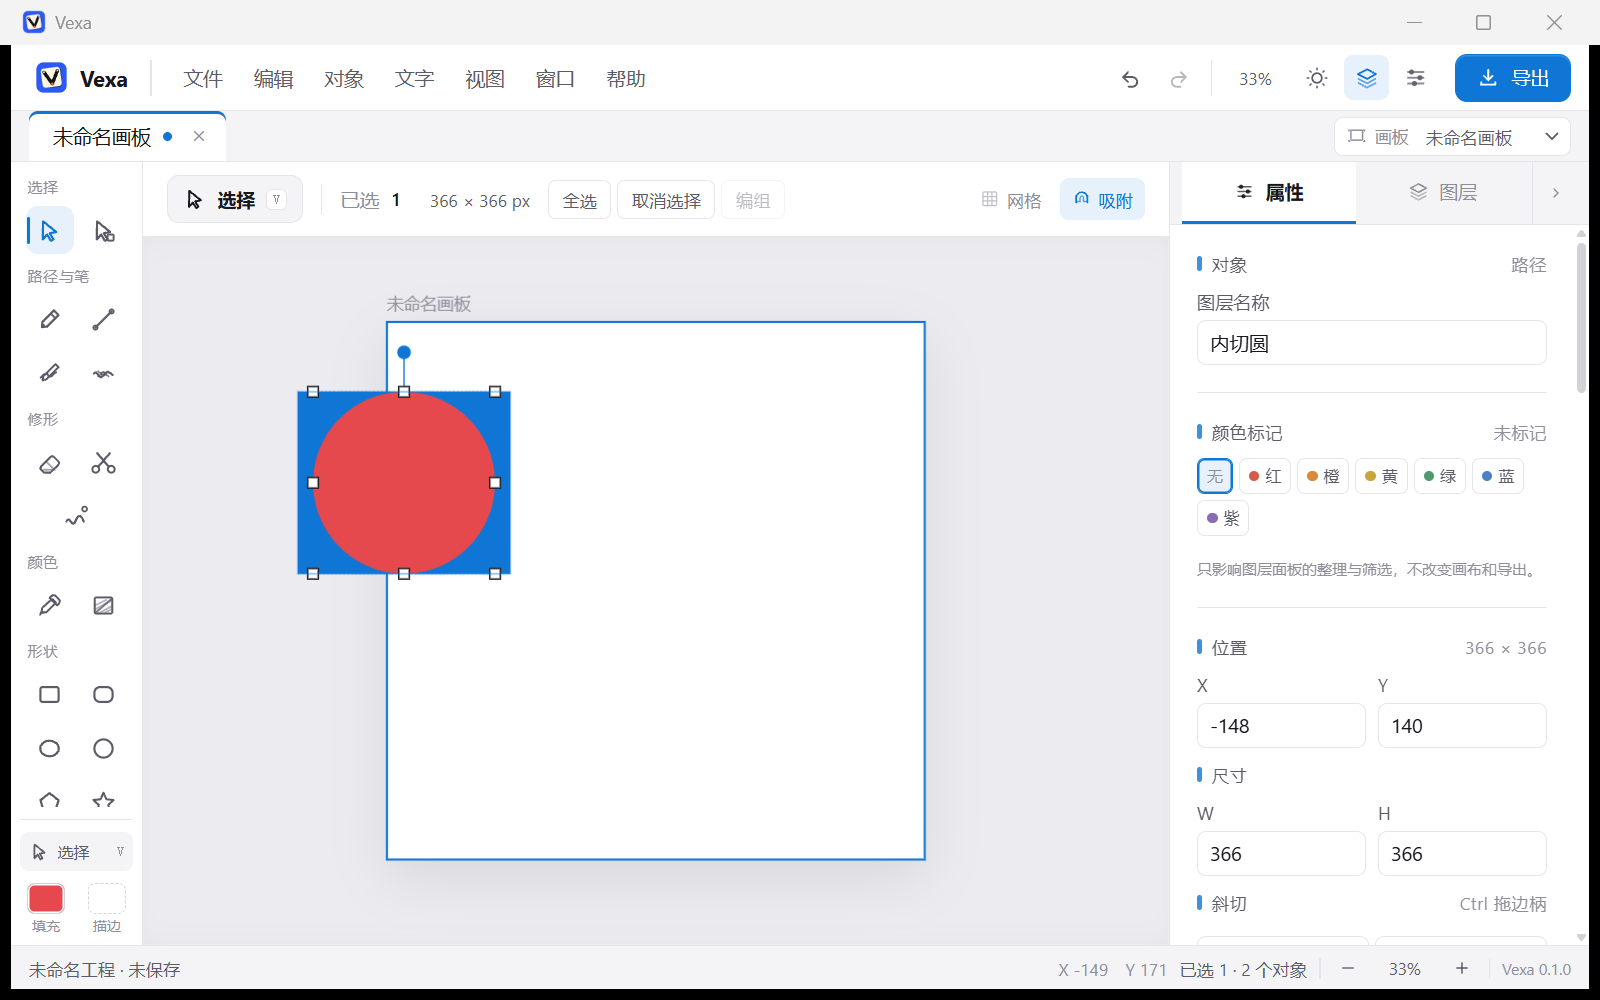 Vexa
Vexa 文件 编辑 对象 文字 视图 窗口 帮助 33% 导出
未命名画板 画板 未命名画板
选择 V 已选 1 366 × 366 px 全选 取消选择 编组 网格 吸附
选择
路径与笔
修形
颜色
形状
选择 V
填充 描边
未命名画板
属性 图层
对象 路径
图层名称
内切圆
颜色标记 未标记
无 红 橙 黄 绿 蓝
紫
只影响图层面板的整理与筛选，不改变画布和导出。
位置 366 × 366
X Y
-148 140
尺寸
W H
366 366
斜切 Ctrl 拖边柄
未命名工程 · 未保存 X -149 Y 171 已选 1 · 2 个对象 33% Vexa 0.1.0